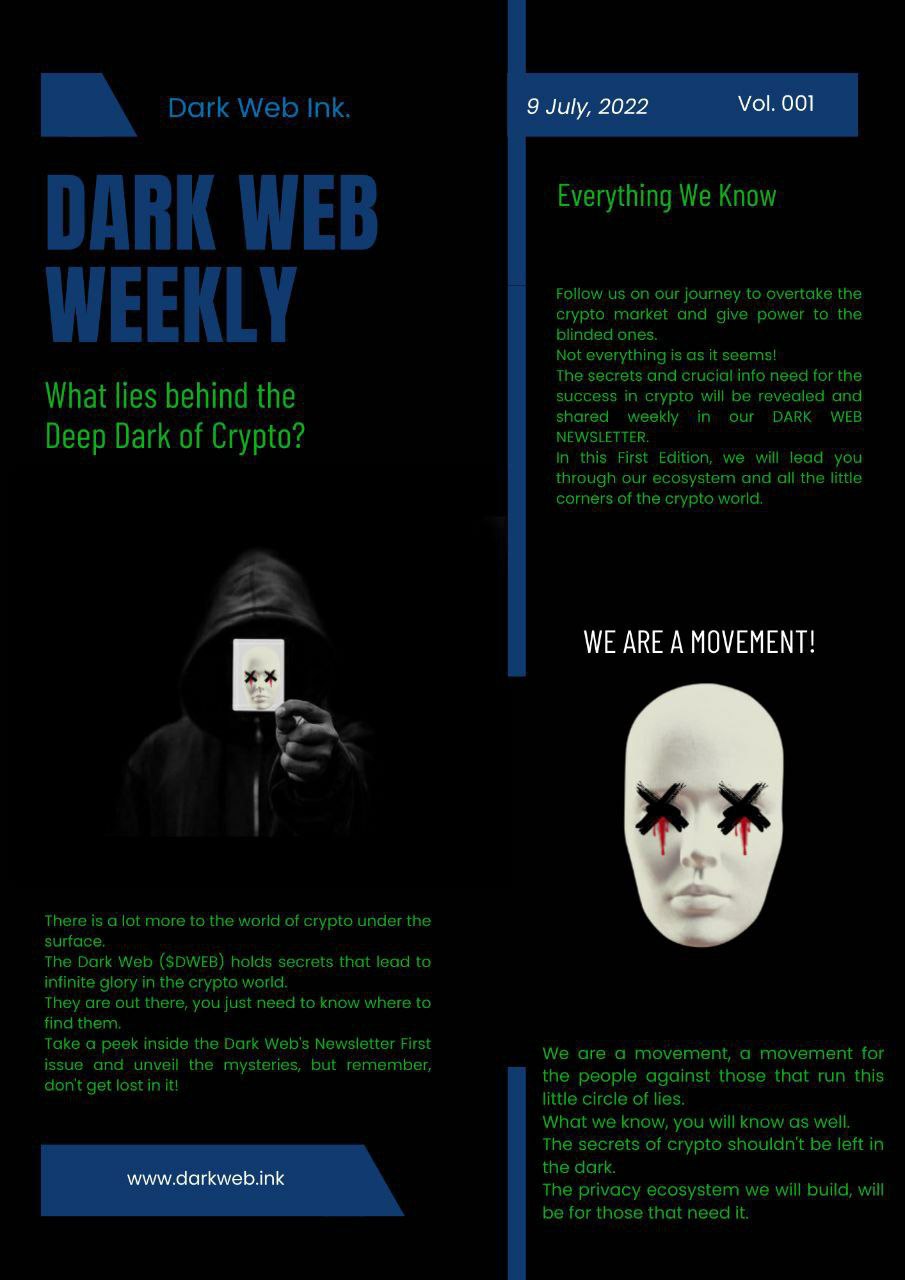 Dark Web Ink.
9 July, 2022
Vol. 001
DARK WEB
WEEKLY
What lies behind the
Deep Dark of Crypto?
There is a lot more to the world of crypto under the
surface.
The Dark Web ($DWEB) holds secrets that lead to
infinite glory in the crypto world.
They are out there, you just need to know where to
find them.
Take a peek inside the Dark Web's Newsletter First
issue and unveil the mysteries, but remember,
don't get lost in it!
www.darkweb.ink
Everything We Know
Follow us on our journey to overtake the
crypto market and give power to the
blinded ones.
Not everything is as it seems!
The secrets and crucial info need for the
success in crypto will be revealed and
shared weekly in our DARK WEB
NEWSLETTER.
In this First Edition, we will lead you
through our ecosystem and all the little
corners of the crypto world.
WE ARE A MOVEMENT!
We are a movement, a movement for
the people against those that run this
little circle of lies.
What we know, you will know as well.
The secrets of crypto shouldn't be left in
the dark.
The privacy ecosystem we will build, will
be for those that need it.